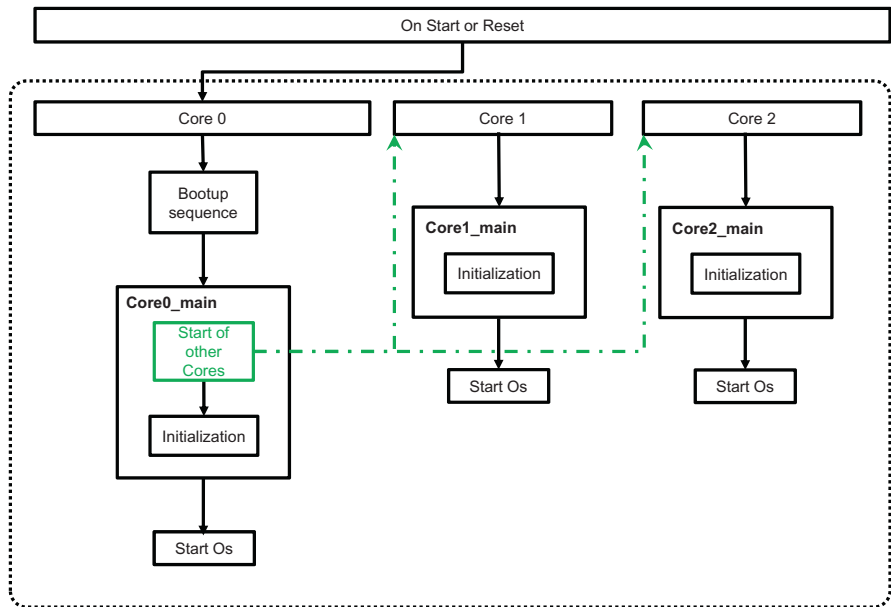 On Start or Reset
Core 0
Core 1
Core 2
Bootup
sequence
Core0_main
Start of
other
Cores
Initialization
Start Os
Core1_main
Initialization
Start Os
Core2_main
Initialization
Start Os